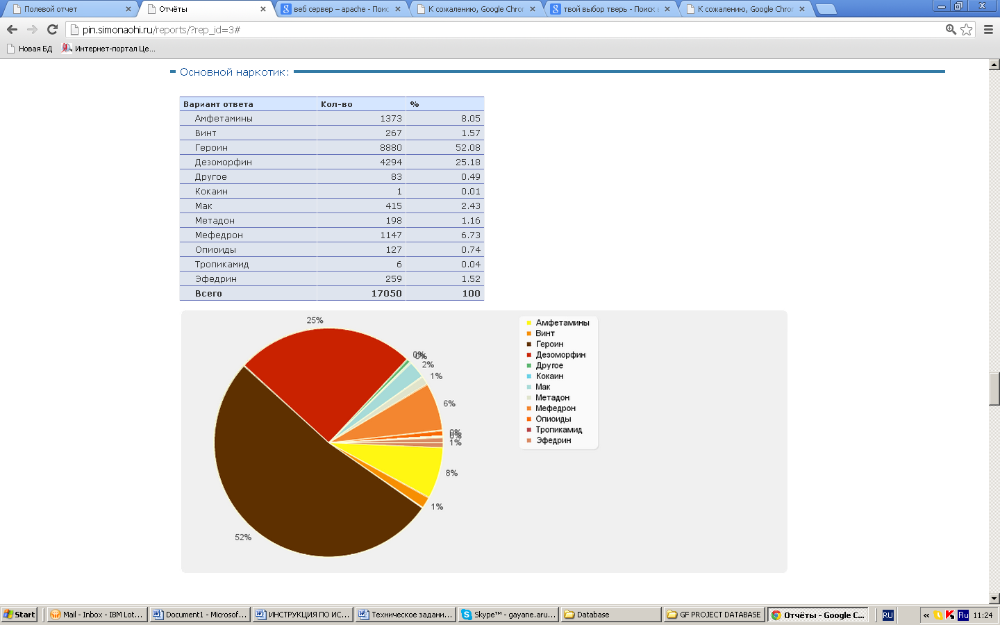 Полевой отчет
Отчёты
веб сервер – apache - Поис
К сожалению, Google Chror
твой выбор тверь - Поиск
К сожалению, Google Chror
pin.simonaohi.ru/reports/?rep_id=3#
Новая БД
Интернет-портал Це...
Основной наркотик:
Вариант ответа Кол-во %
Амфетамины 1373 8.05
Винт 267 1.57
Героин 8880 52.08
Дезоморфин 4294 25.18
Другое 83 0.49
Кокаин 1 0.01
Мак 415 2.43
Метадон 198 1.16
Мефедрон 1147 6.73
Опиоиды 127 0.74
Тропикамид 6 0.04
Эфедрин 259 1.52
Всего 17050 100
25%
0%
0%
2%
1%
6%
0%
1%
8%
1%
52%
Амфетамины
Винт
Героин
Дезоморфин
Другое
Кокаин
Мак
Метадон
Мефедрон
Опиоиды
Тропикамид
Эфедрин
Start
Mail - Inbox - IBM Lot...
Document1 - Microsof...
ИНСТРУКЦИЯ ПО ИС...
Техническое задани...
Skype™ - gayane.aru...
Database
GF PROJECT DATABASE
Отчёты - Google C...
RU
«
Ru
11:24